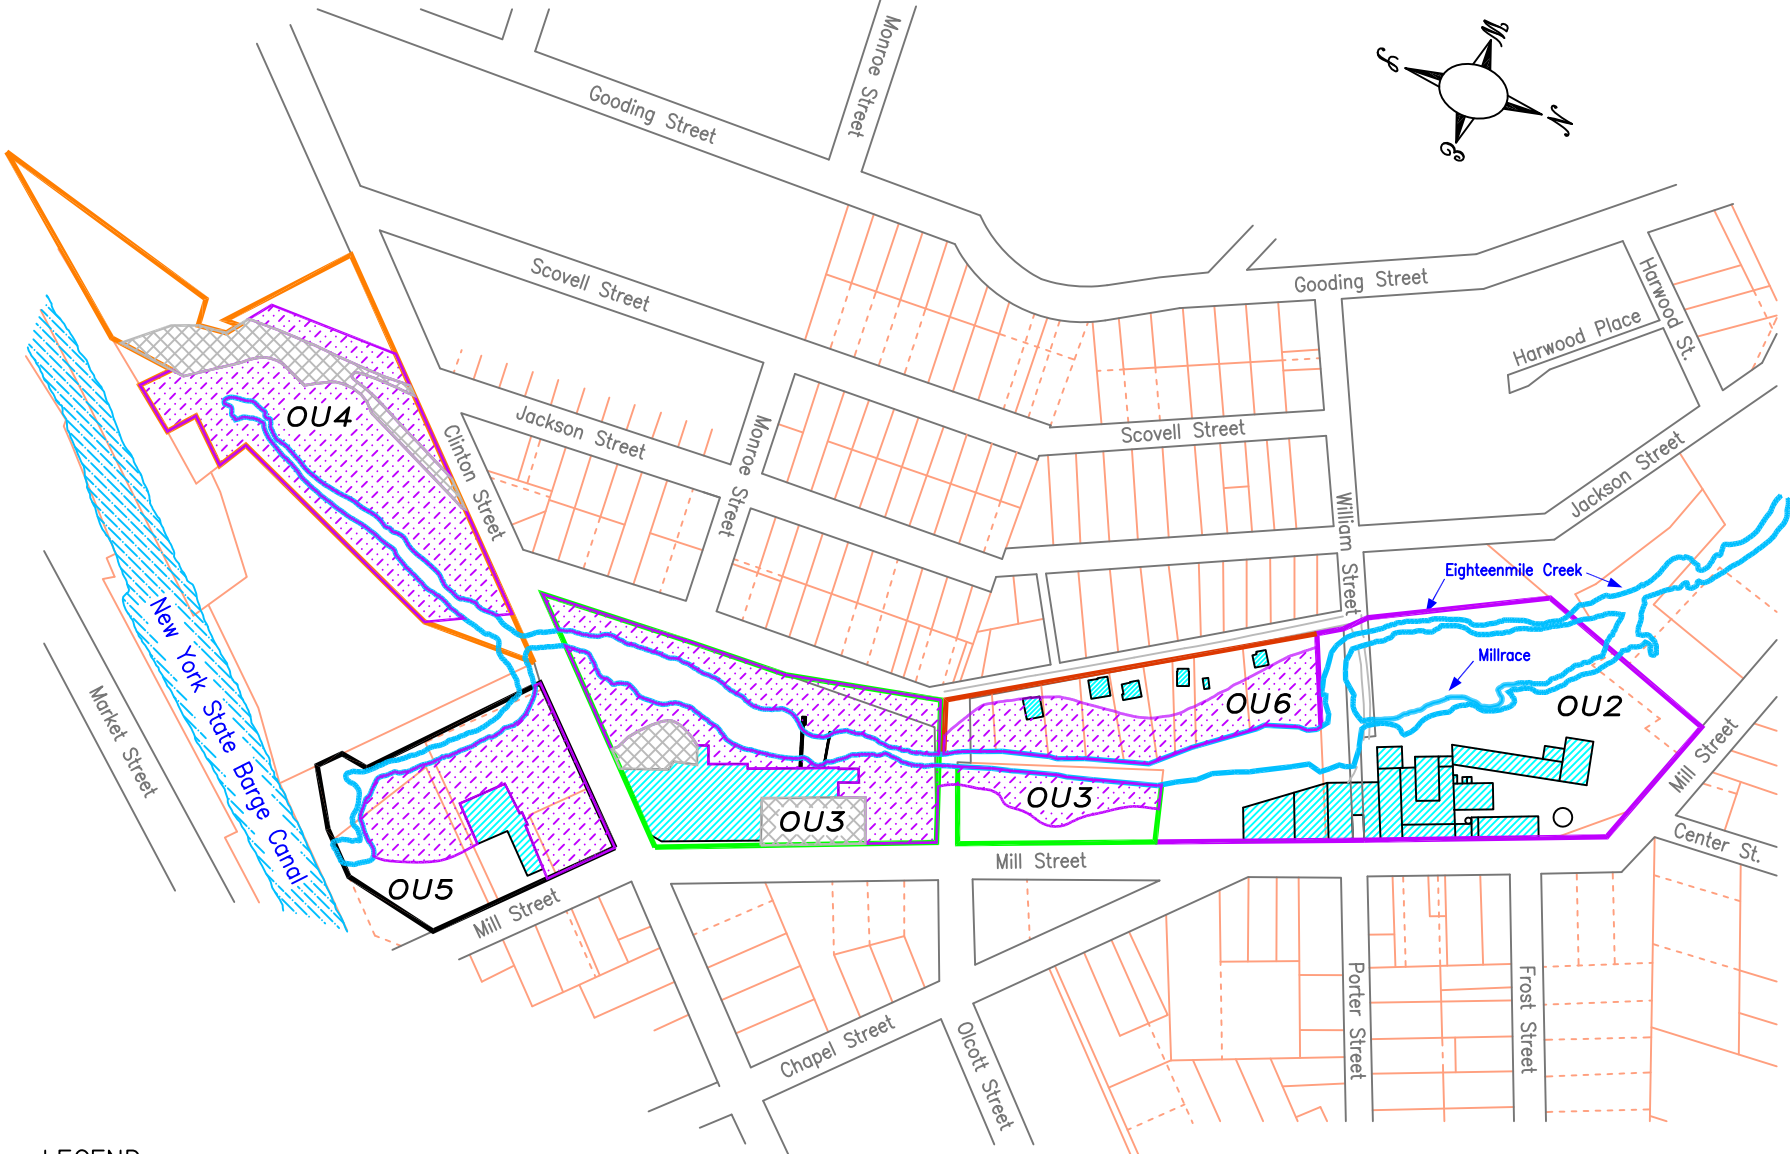 Monroe Street
W
S
N
E
Gooding Street
Scovell Street
Gooding Street
Harwood St.
Harwood Place
OU4
Jackson Street
Monroe Street
Clinton Street
Scovell Street
Jackson Street
William Street
Eighteenmile Creek
Millrace
New York State Barge Canal
Market Street
OU6
OU2
OU3
OU3
Mill Street
Mill Street
Center St.
OU5
Mill Street
Chapel Street
Olcott Street
Porter Street
Frost Street
LEGEND